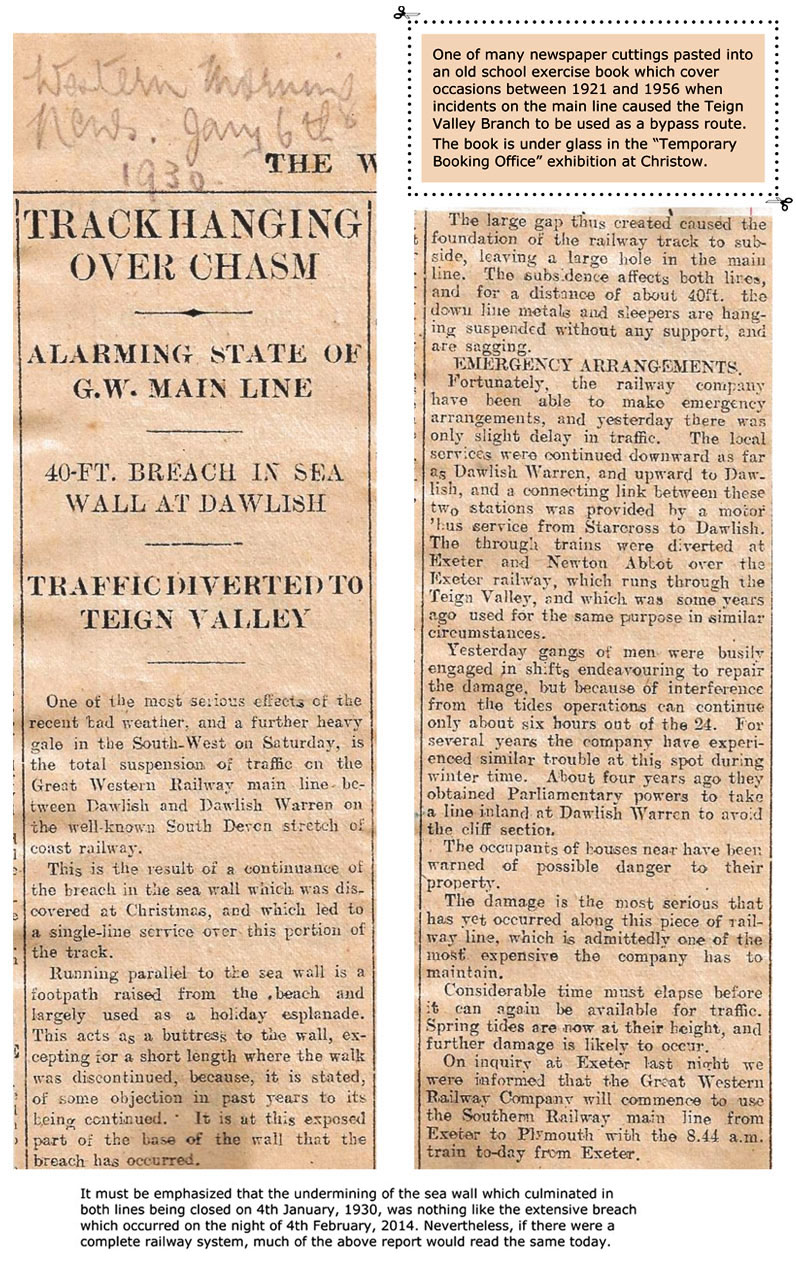 Western Morning
News. Jany 6th
1930.
THE W
TRACK HANGING
OVER CHASM
ALARMING STATE OF
G.W. MAIN LINE
40-FT. BREACH IN SEA
WALL AT DAWLISH
TRAFFIC DIVERTED TO
TEIGN VALLEY
One of the most serious effects of the
recent bad weather, and a further heavy
gale in the South-West on Saturday, is
the total suspension of traffic on the
Great Western Railway main line be-
tween Dawlish and Dawlish Warren on
the well-known South Devon stretch of
coast railway.
This is the result of a continuance of
the breach in the sea wall which was dis-
covered at Christmas, and which led to
a single-line service over this portion of
the track.
Running parallel to the sea wall is a
footpath raised from the beach and
largely used as a holiday esplanade.
This acts as a buttress to the wall, ex-
cepting for a short length where the walk
was discontinued, because, it is stated,
of some objection in past years to its
being continued. It is at this exposed
part of the base of the wall that the
breach has occurred.
One of many newspaper cuttings pasted into
an old school exercise book which cover
occasions between 1921 and 1956 when
incidents on the main line caused the Teign
Valley Branch to be used as a bypass route.
The book is under glass in the “Temporary
Booking Office” exhibition at Christow.
The large gap thus created caused the
foundation of the railway track to sub-
side, leaving a large hole in the main
line. The subsidence affects both lines,
and for a distance of about 40ft. the
down line metals and sleepers are hang-
ing suspended without any support, and
are sagging.
EMERGENCY ARRANGEMENTS.
Fortunately, the railway company
have been able to make emergency
arrangements, and yesterday there was
only slight delay in traffic. The local
services were continued downward as far
as Dawlish Warren, and upward to Daw-
lish, and a connecting link between these
two stations was provided by a motor
'bus service from Starcross to Dawlish.
The through trains were diverted at
Exeter and Newton Abbot over the
Exeter railway, which runs through the
Teign Valley, and which was some years
ago used for the same purpose in similar
circumstances.
Yesterday gangs of men were busily
engaged in shifts endeavouring to repair
the damage, but because of interference
from the tides operations can continue
only about six hours out of the 24. For
several years the company have experi-
enced similar trouble at this spot during
winter time. About four years ago they
obtained Parliamentary powers to take
a line inland at Dawlish Warren to avoid
the cliff section.
The occupants of houses near have been
warned of possible danger to their
property.
The damage is the most serious that
has yet occurred along this piece of rail-
way line, which is admittedly one of the
most expensive the company has to
maintain.
Considerable time must elapse before
it can again be available for traffic.
Spring tides are now at their height, and
further damage is likely to occur.
On inquiry at Exeter last night we
were informed that the Great Western
Railway Company will commence to use
the Southern Railway main line from
Exeter to Plymouth with the 8.44 a.m.
train to-day from Exeter.
It must be emphasized that the undermining of the sea wall which culminated in
both lines being closed on 4th January, 1930, was nothing like the extensive breach
which occurred on the night of 4th February, 2014. Nevertheless, if there were a
complete railway system, much of the above report would read the same today.